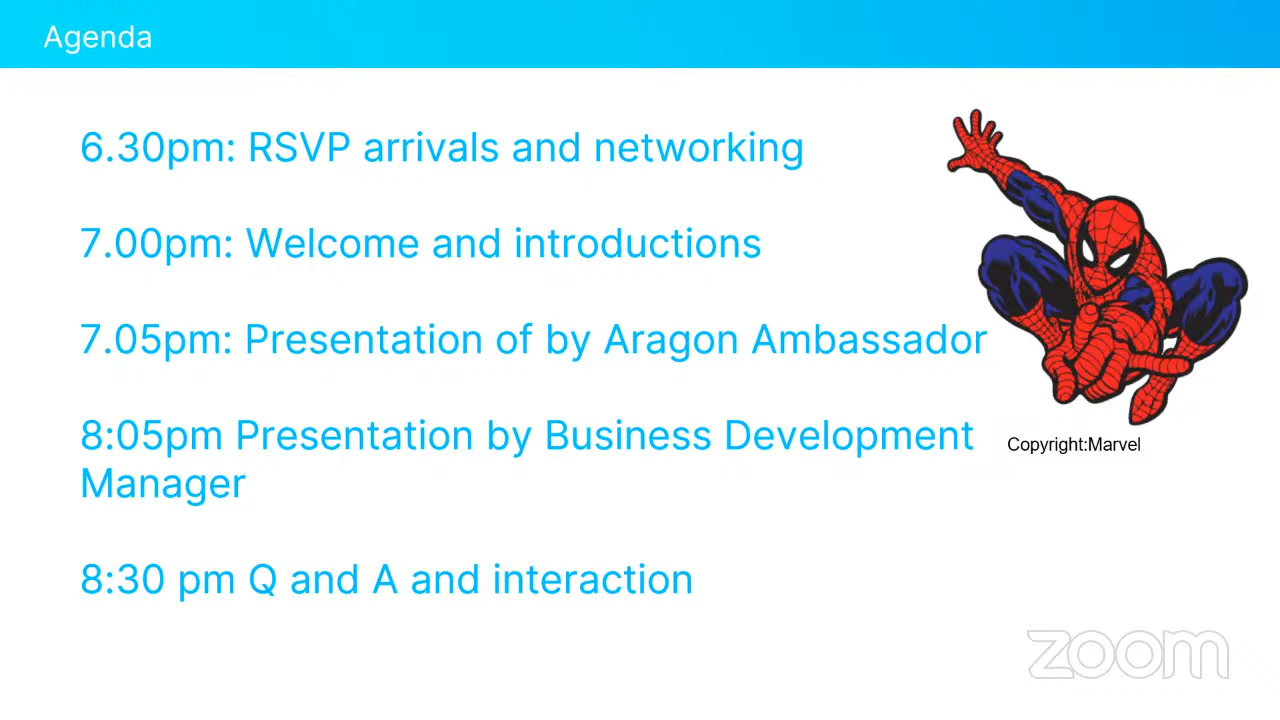 Agenda
6.30pm: RSVP arrivals and networking
7.00pm: Welcome and introductions
7.05pm: Presentation of by Aragon Ambassador
8:05pm Presentation by Business Development
Manager
Copyright:Marvel
8:30 pm Q and A and interaction
zoom